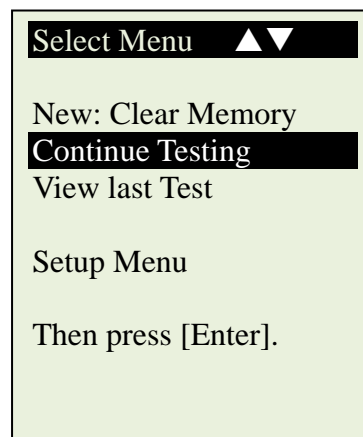 Select Menu ▲▼
New: Clear Memory
Continue Testing
View last Test
Setup Menu
Then press [Enter].